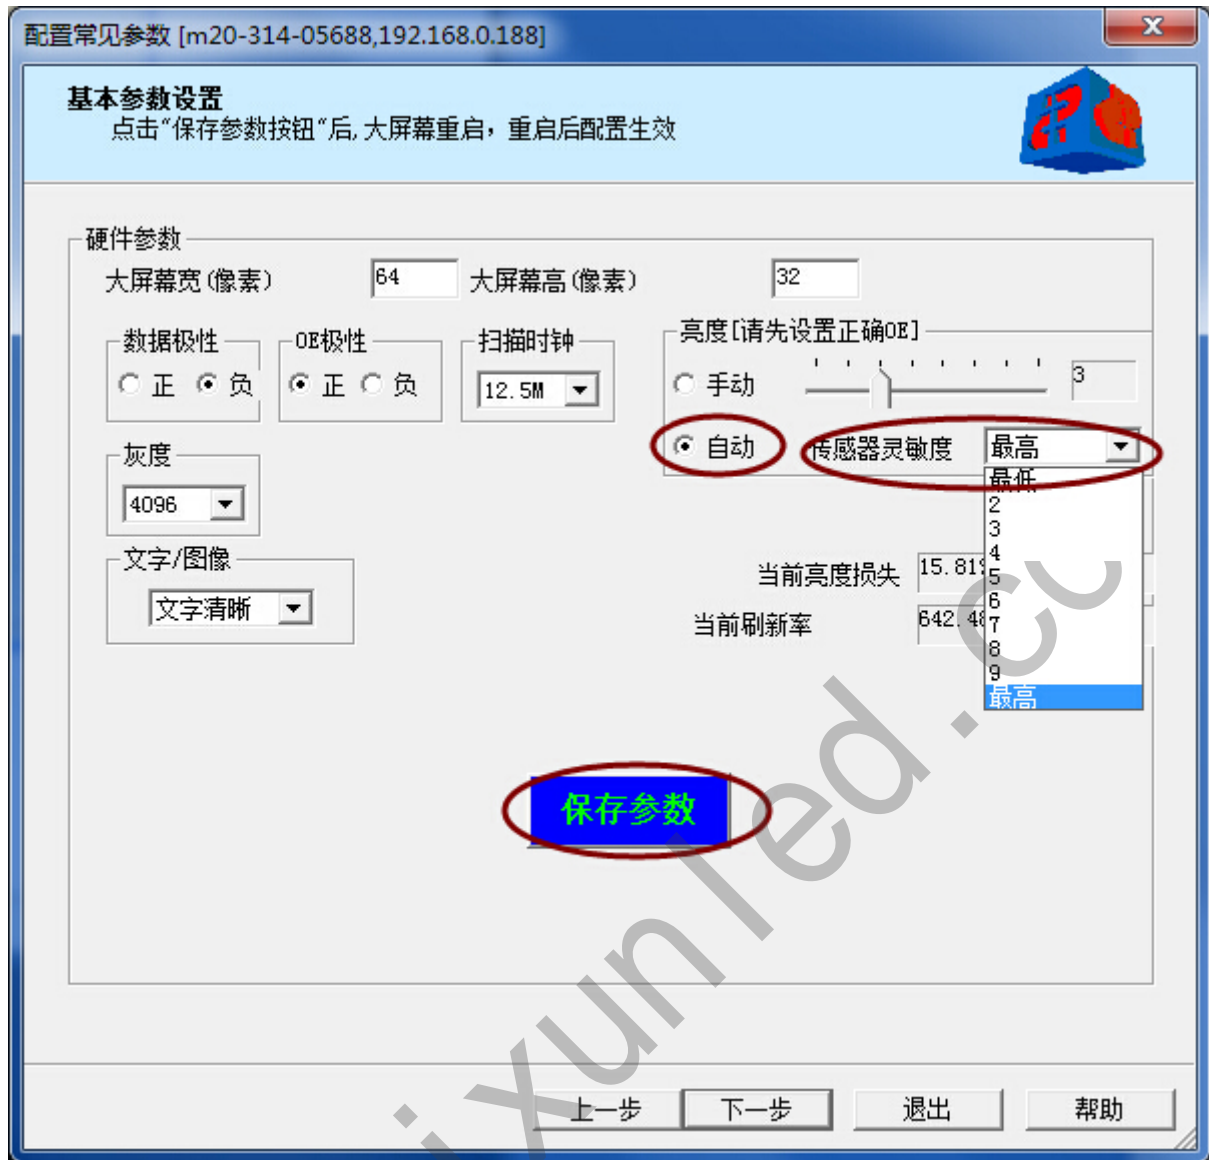 配置常见参数 [m20-314-05688,192.168.0.188]
基本参数设置
点击“保存参数按钮”后,大屏幕重启，重启后配置生效
硬件参数
大屏幕宽(像素) 64 大屏幕高(像素) 32
数据极性 OE极性 扫描时钟 亮度[请先设置正确OE]
正 负 正 负 12.5M 手动 3
自动 传感器灵敏度 最高
灰度
4096
最低
2
3
4
5
6
7
8
9
最高
文字/图像
文字清晰
当前亮度损失 15.81
当前刷新率 642.4
保存参数
上一步 下一步 退出 帮助
ixunled.co